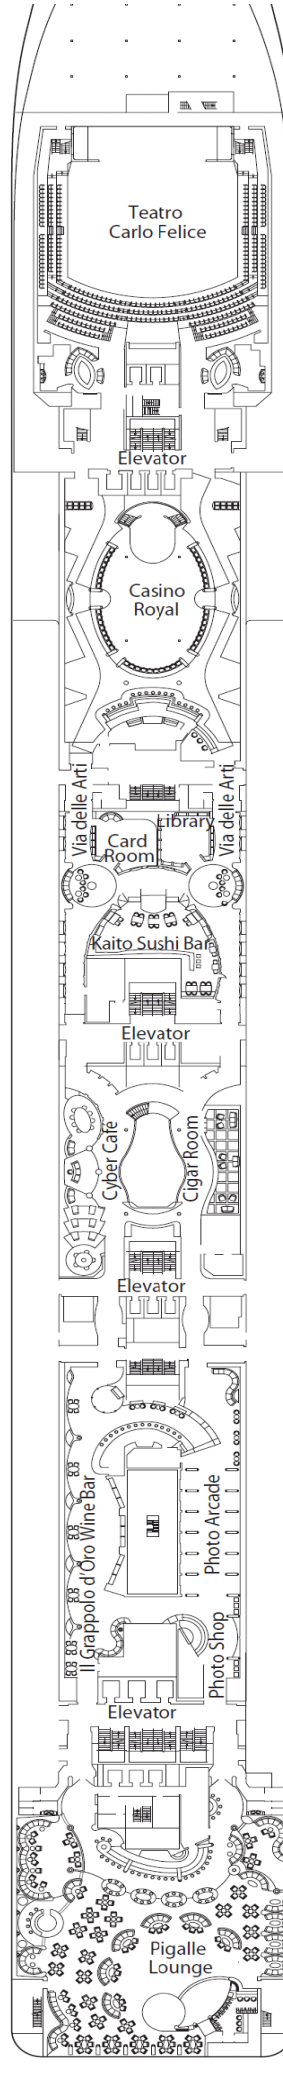 Teatro
Carlo Felice
Elevator
Casino
Royal
Via delle Arti
Library
Via delle Arti
Card
Room
Kaito Sushi Bar
Elevator
Cyber Cafe
Cigar Room
Elevator
Il Grappolo d'Oro Wine Bar
Photo Arcade
Photo Shop
Elevator
Pigalle
Lounge